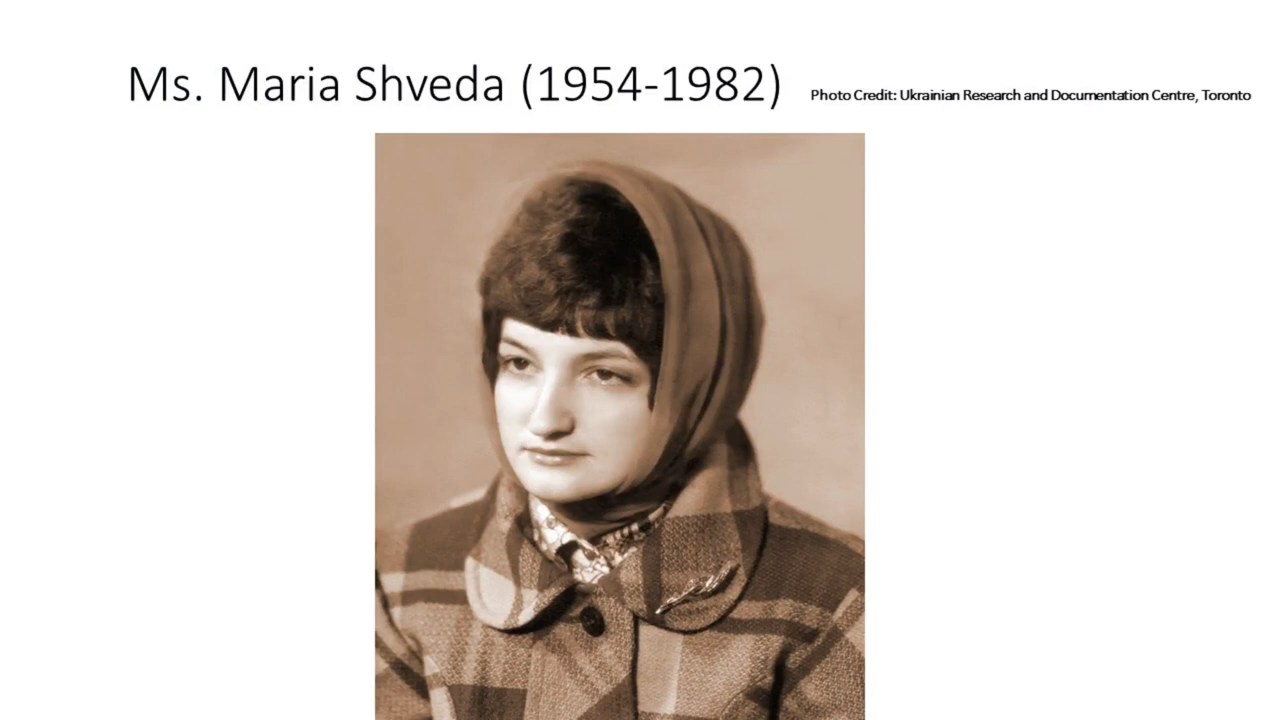 Ms. Maria Shveda (1954-1982)
Photo Credit: Ukrainian Research and Documentation Centre, Toronto